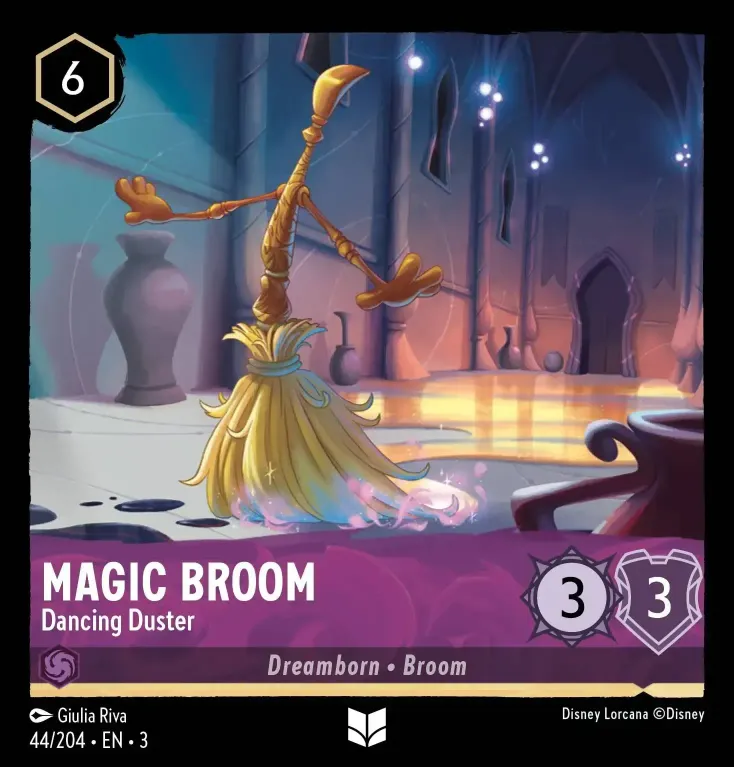 6
MAGIC BROOM
Dancing Duster
3
3
Dreamborn • Broom
Giulia Riva
Disney Lorcana ©Disney
44/204 • EN • 3